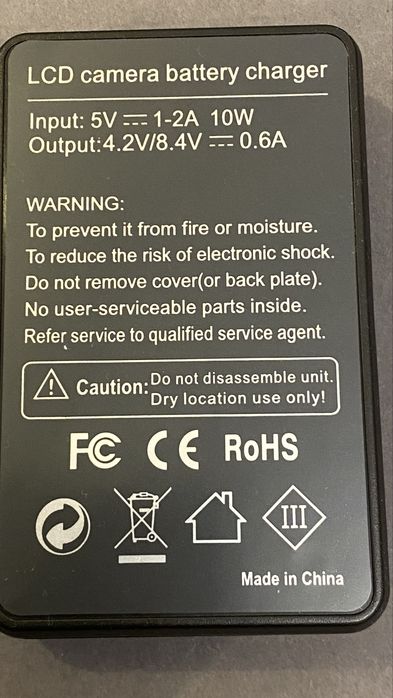 LCD camera battery charger
Input: 5V ⎓ 1-2A 10W
Output:4.2V/8.4V ⎓ 0.6A
WARNING:
To prevent it from fire or moisture.
To reduce the risk of electronic shock.
Do not remove cover(or back plate).
No user-serviceable parts inside.
Refer service to qualified service agent.
Caution: Do not disassemble unit.
Dry location use only!
FC CE RoHS
III
Made in China